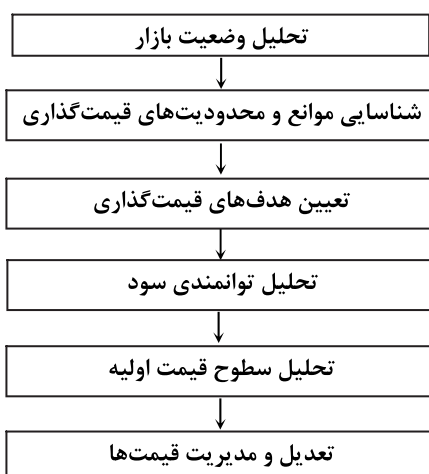 تحلیل وضعیت بازار
شناسایی موانع و محدودیت‌های قیمت‌گذاری
تعیین هدف‌های قیمت‌گذاری
تحلیل توانمندی سود
تحلیل سطوح قیمت اولیه
تعدیل و مدیریت قیمت‌ها